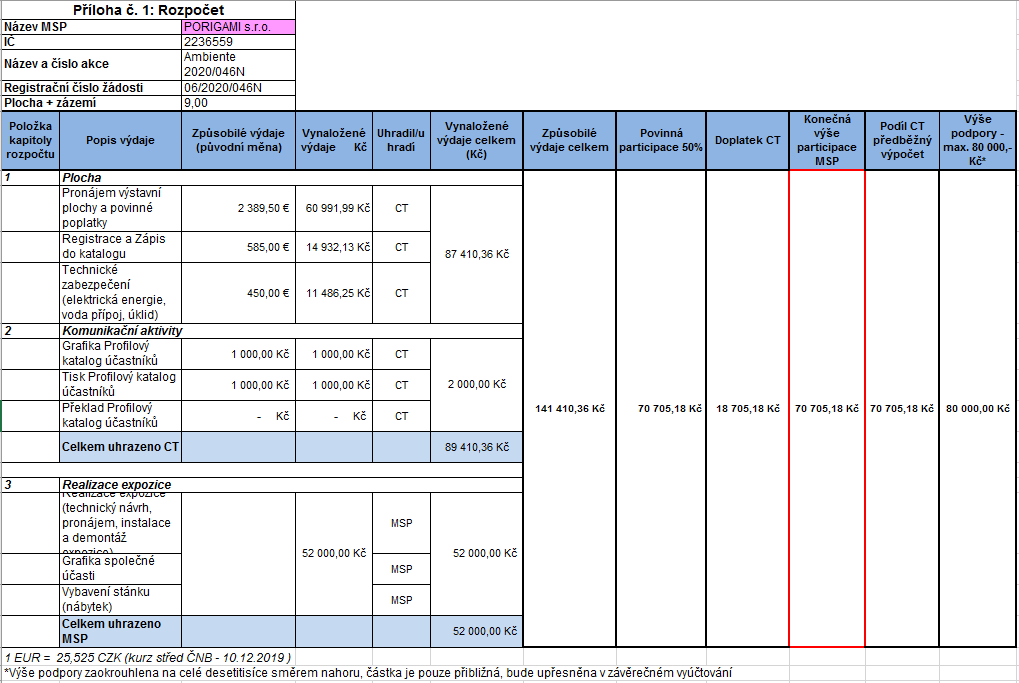 Příloha č. 1: Rozpočet
Název MSP PORIGAMI s.r.o.
IČ 2236559
Název a číslo akce Ambiente
2020/046N
Registrační číslo žádosti 06/2020/046N
Plocha + zázemí 9,00
Položka
kapitoly
rozpočtu
Popis výdaje
Způsobilé výdaje
(původní měna)
Vynaložené
výdaje Kč
Uhradil/u
hradí
Vynaložené
výdaje celkem
(Kč)
Způsobilé
výdaje celkem
Povinná
participace 50%
Doplatek CT
Konečná
výše
participace
MSP
Podíl CT
předběžný
výpočet
Výše
podpory -
max. 80 000,-
Kč*
1 Plocha
Pronájem výstavní
plochy a povinné
poplatky
2 389,50 € 60 991,99 Kč CT
Registrace a Zápis
do katalogu
585,00 € 14 932,13 Kč CT
Technické
zabezpečení
(elektrická energie,
voda přípoj, úklid)
450,00 € 11 486,25 Kč CT
87 410,36 Kč
2 Komunikační aktivity
Grafika Profilový
katalog účastníků
1 000,00 Kč 1 000,00 Kč CT
Tisk Profilový katalog
účastníků
1 000,00 Kč 1 000,00 Kč CT
Překlad Profilový
katalog účastníků
- Kč - Kč CT
2 000,00 Kč
Celkem uhrazeno CT 89 410,36 Kč
141 410,36 Kč 70 705,18 Kč 18 705,18 Kč 70 705,18 Kč 70 705,18 Kč 80 000,00 Kč
3 Realizace expozice
Realizace expozice
(technický návrh,
pronájem, instalace
a demontáž
expozice)
MSP
Grafika společné
účasti
MSP
Vybavení stánku
(nábytek)
MSP
52 000,00 Kč 52 000,00 Kč
Celkem uhrazeno
MSP
52 000,00 Kč
1 EUR = 25,525 CZK (kurz střed ČNB - 10.12.2019 )
*Výše podpory zaokrouhlena na celé desetitisíce směrem nahoru, částka je pouze přibližná, bude upřesněna v závěrečném vyúčtování